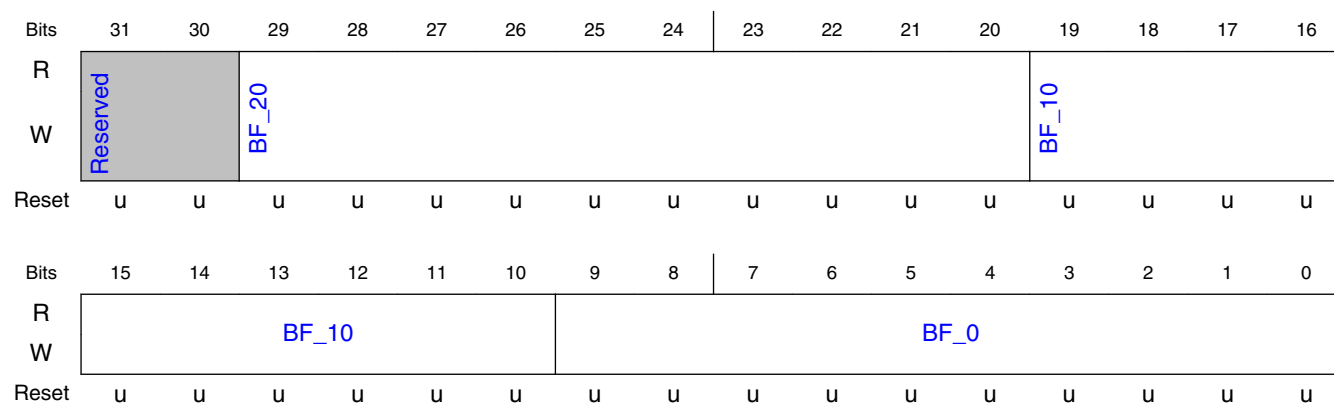 Bits 31 30 29 28 27 26 25 24 23 22 21 20 19 18 17 16
R
Reserved BF_20 BF_10
W
Reset u u u u u u u u u u u u u u u u
Bits 15 14 13 12 11 10 9 8 7 6 5 4 3 2 1 0
R
BF_10 BF_0
W
Reset u u u u u u u u u u u u u u u u